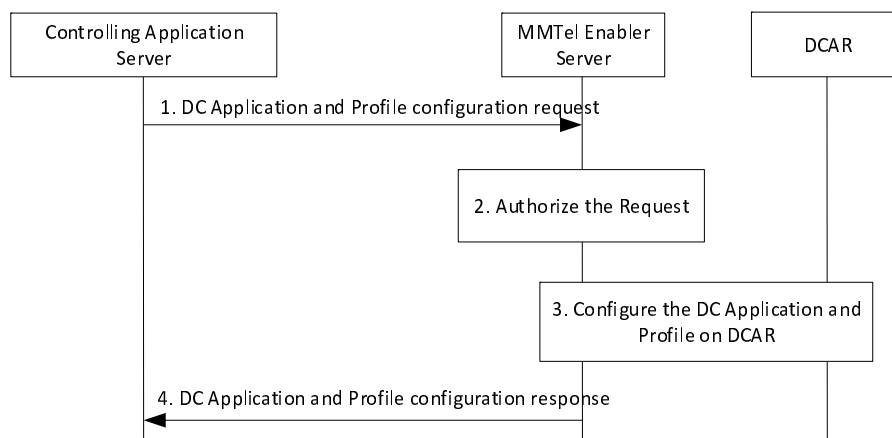 Controlling Application
Server
MMTel Enabler
Server
DCAR
1. DC Application and Profile configuration request
2. Authorize the Request
3. Configure the DC Application and
Profile on DCAR
4. DC Application and Profile configuration response